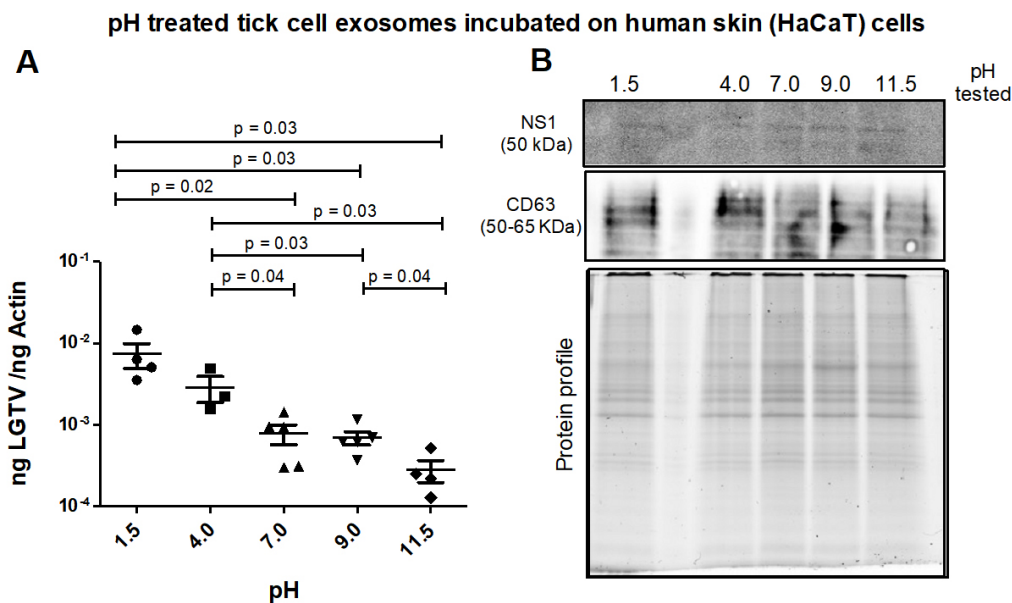 pH treated tick cell exosomes incubated on human skin (HaCaT) cells
A
p = 0.03
p = 0.03
p = 0.02
p = 0.03
p = 0.03
p = 0.04
p = 0.04
ng LGTV /ng Actin
10⁻¹
10⁻²
10⁻³
10⁻⁴
1.5
4.0
7.0
9.0
11.5
pH
B
1.5 4.0 7.0 9.0 11.5
pH
tested
NS1
(50 kDa)
CD63
(50-65 KDa)
Protein profile